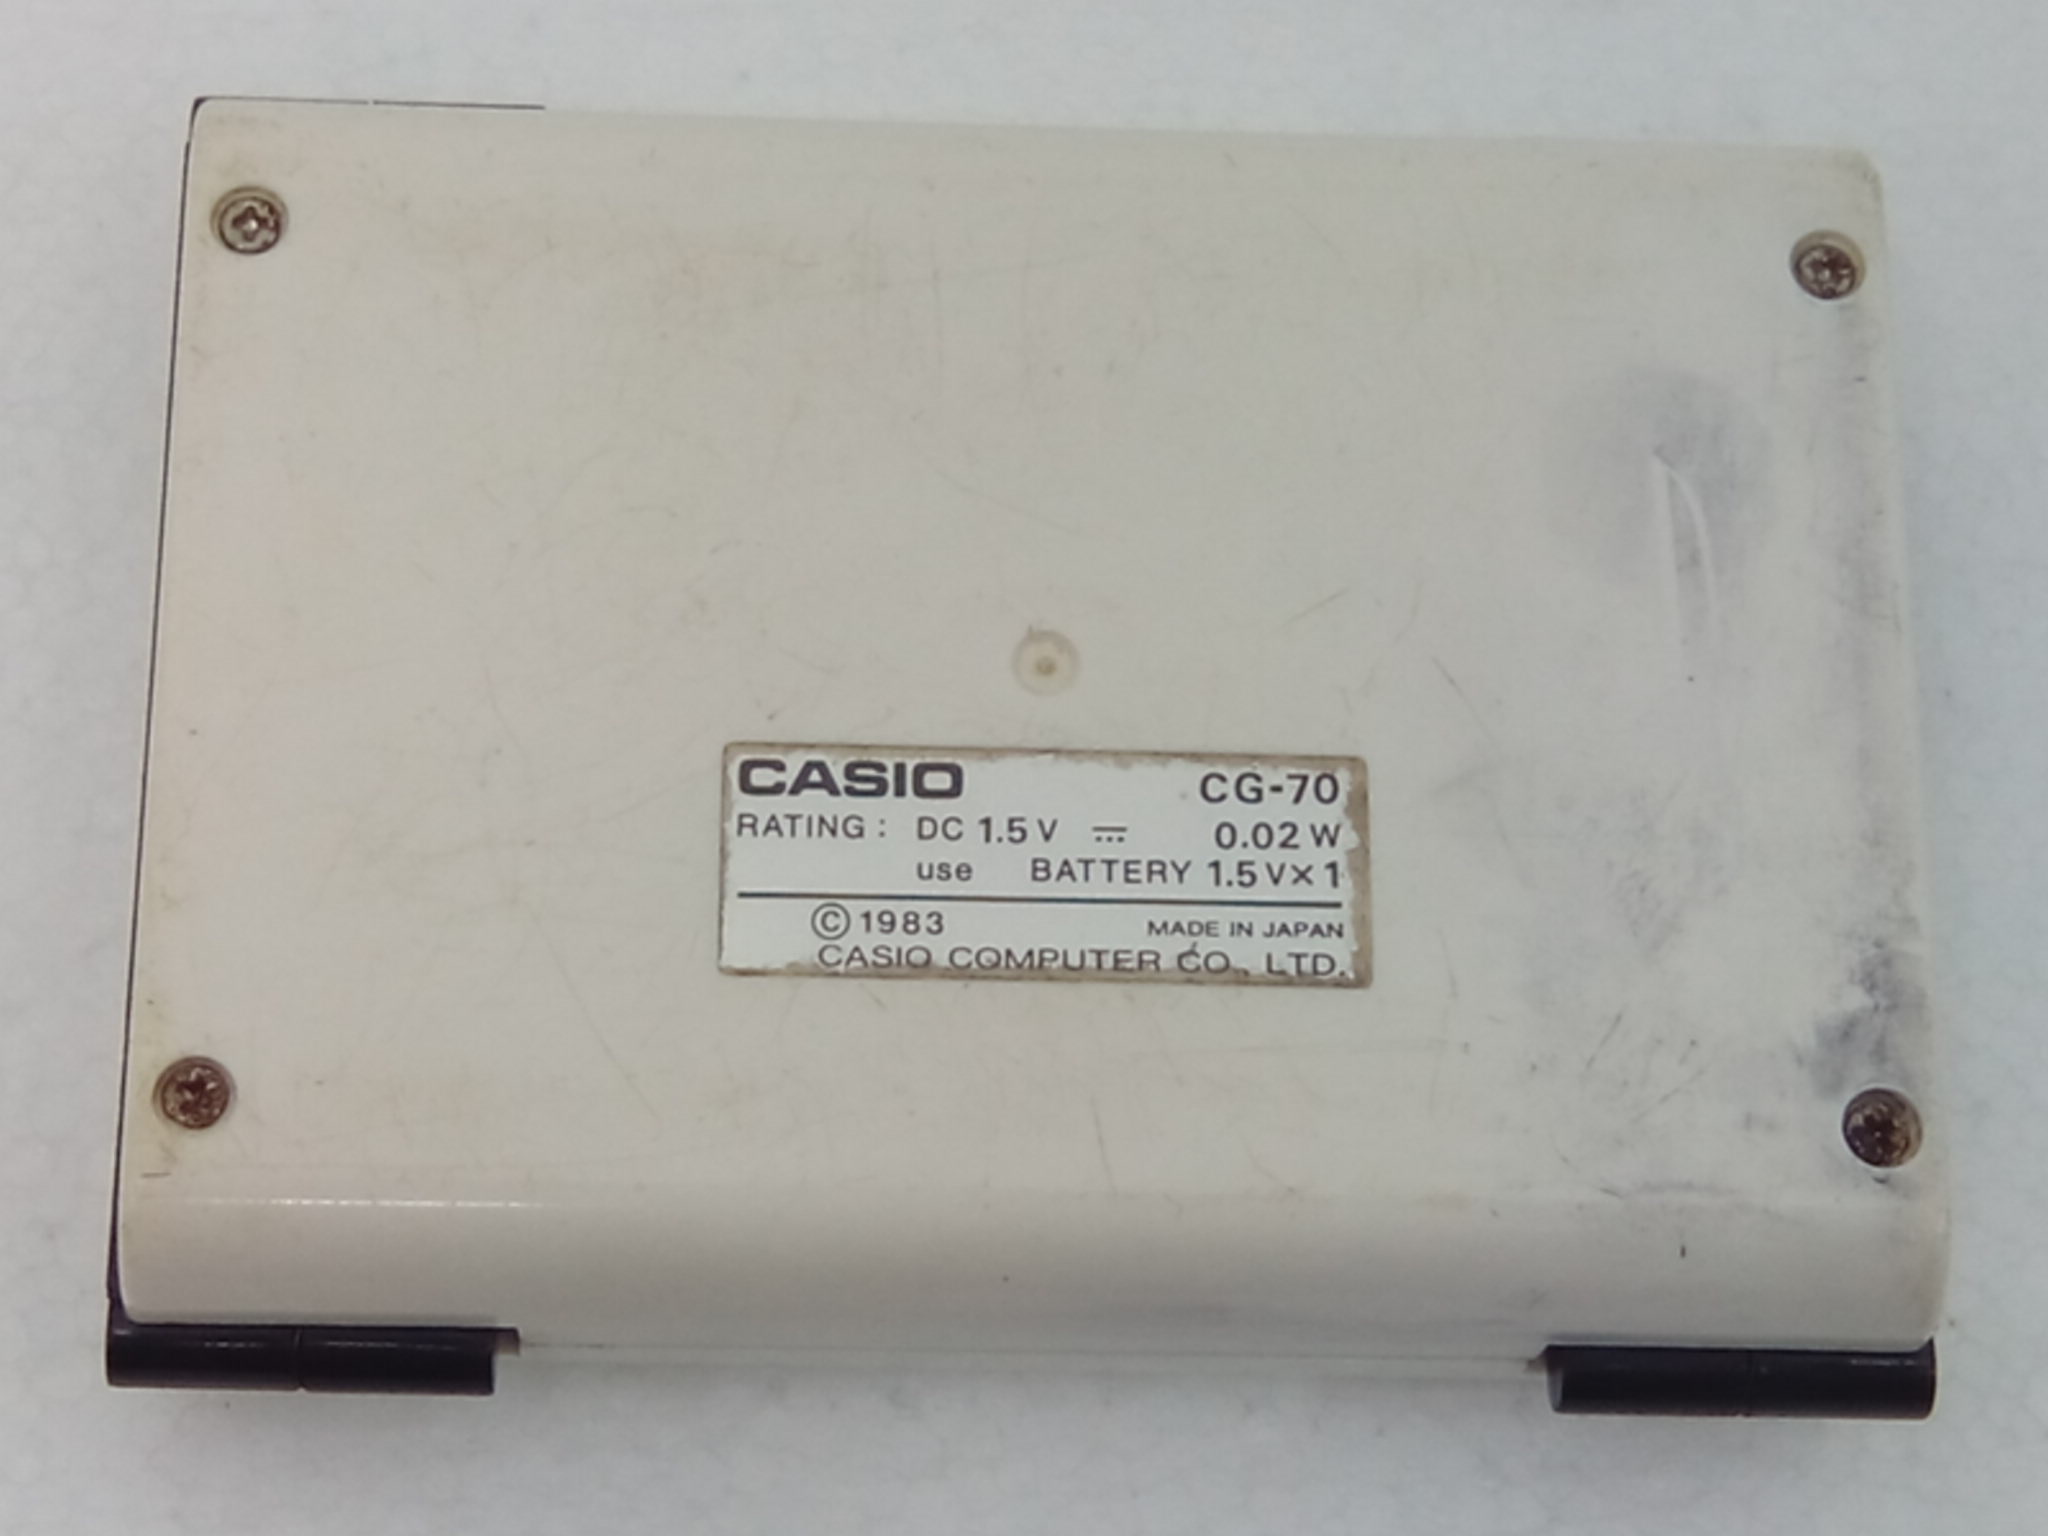 CASIO CG-70
RATING : DC 1.5 V ⎓ 0.02 W
use BATTERY 1.5 V× 1
© 1983 MADE IN JAPAN
CASIO COMPUTER CO., LTD.